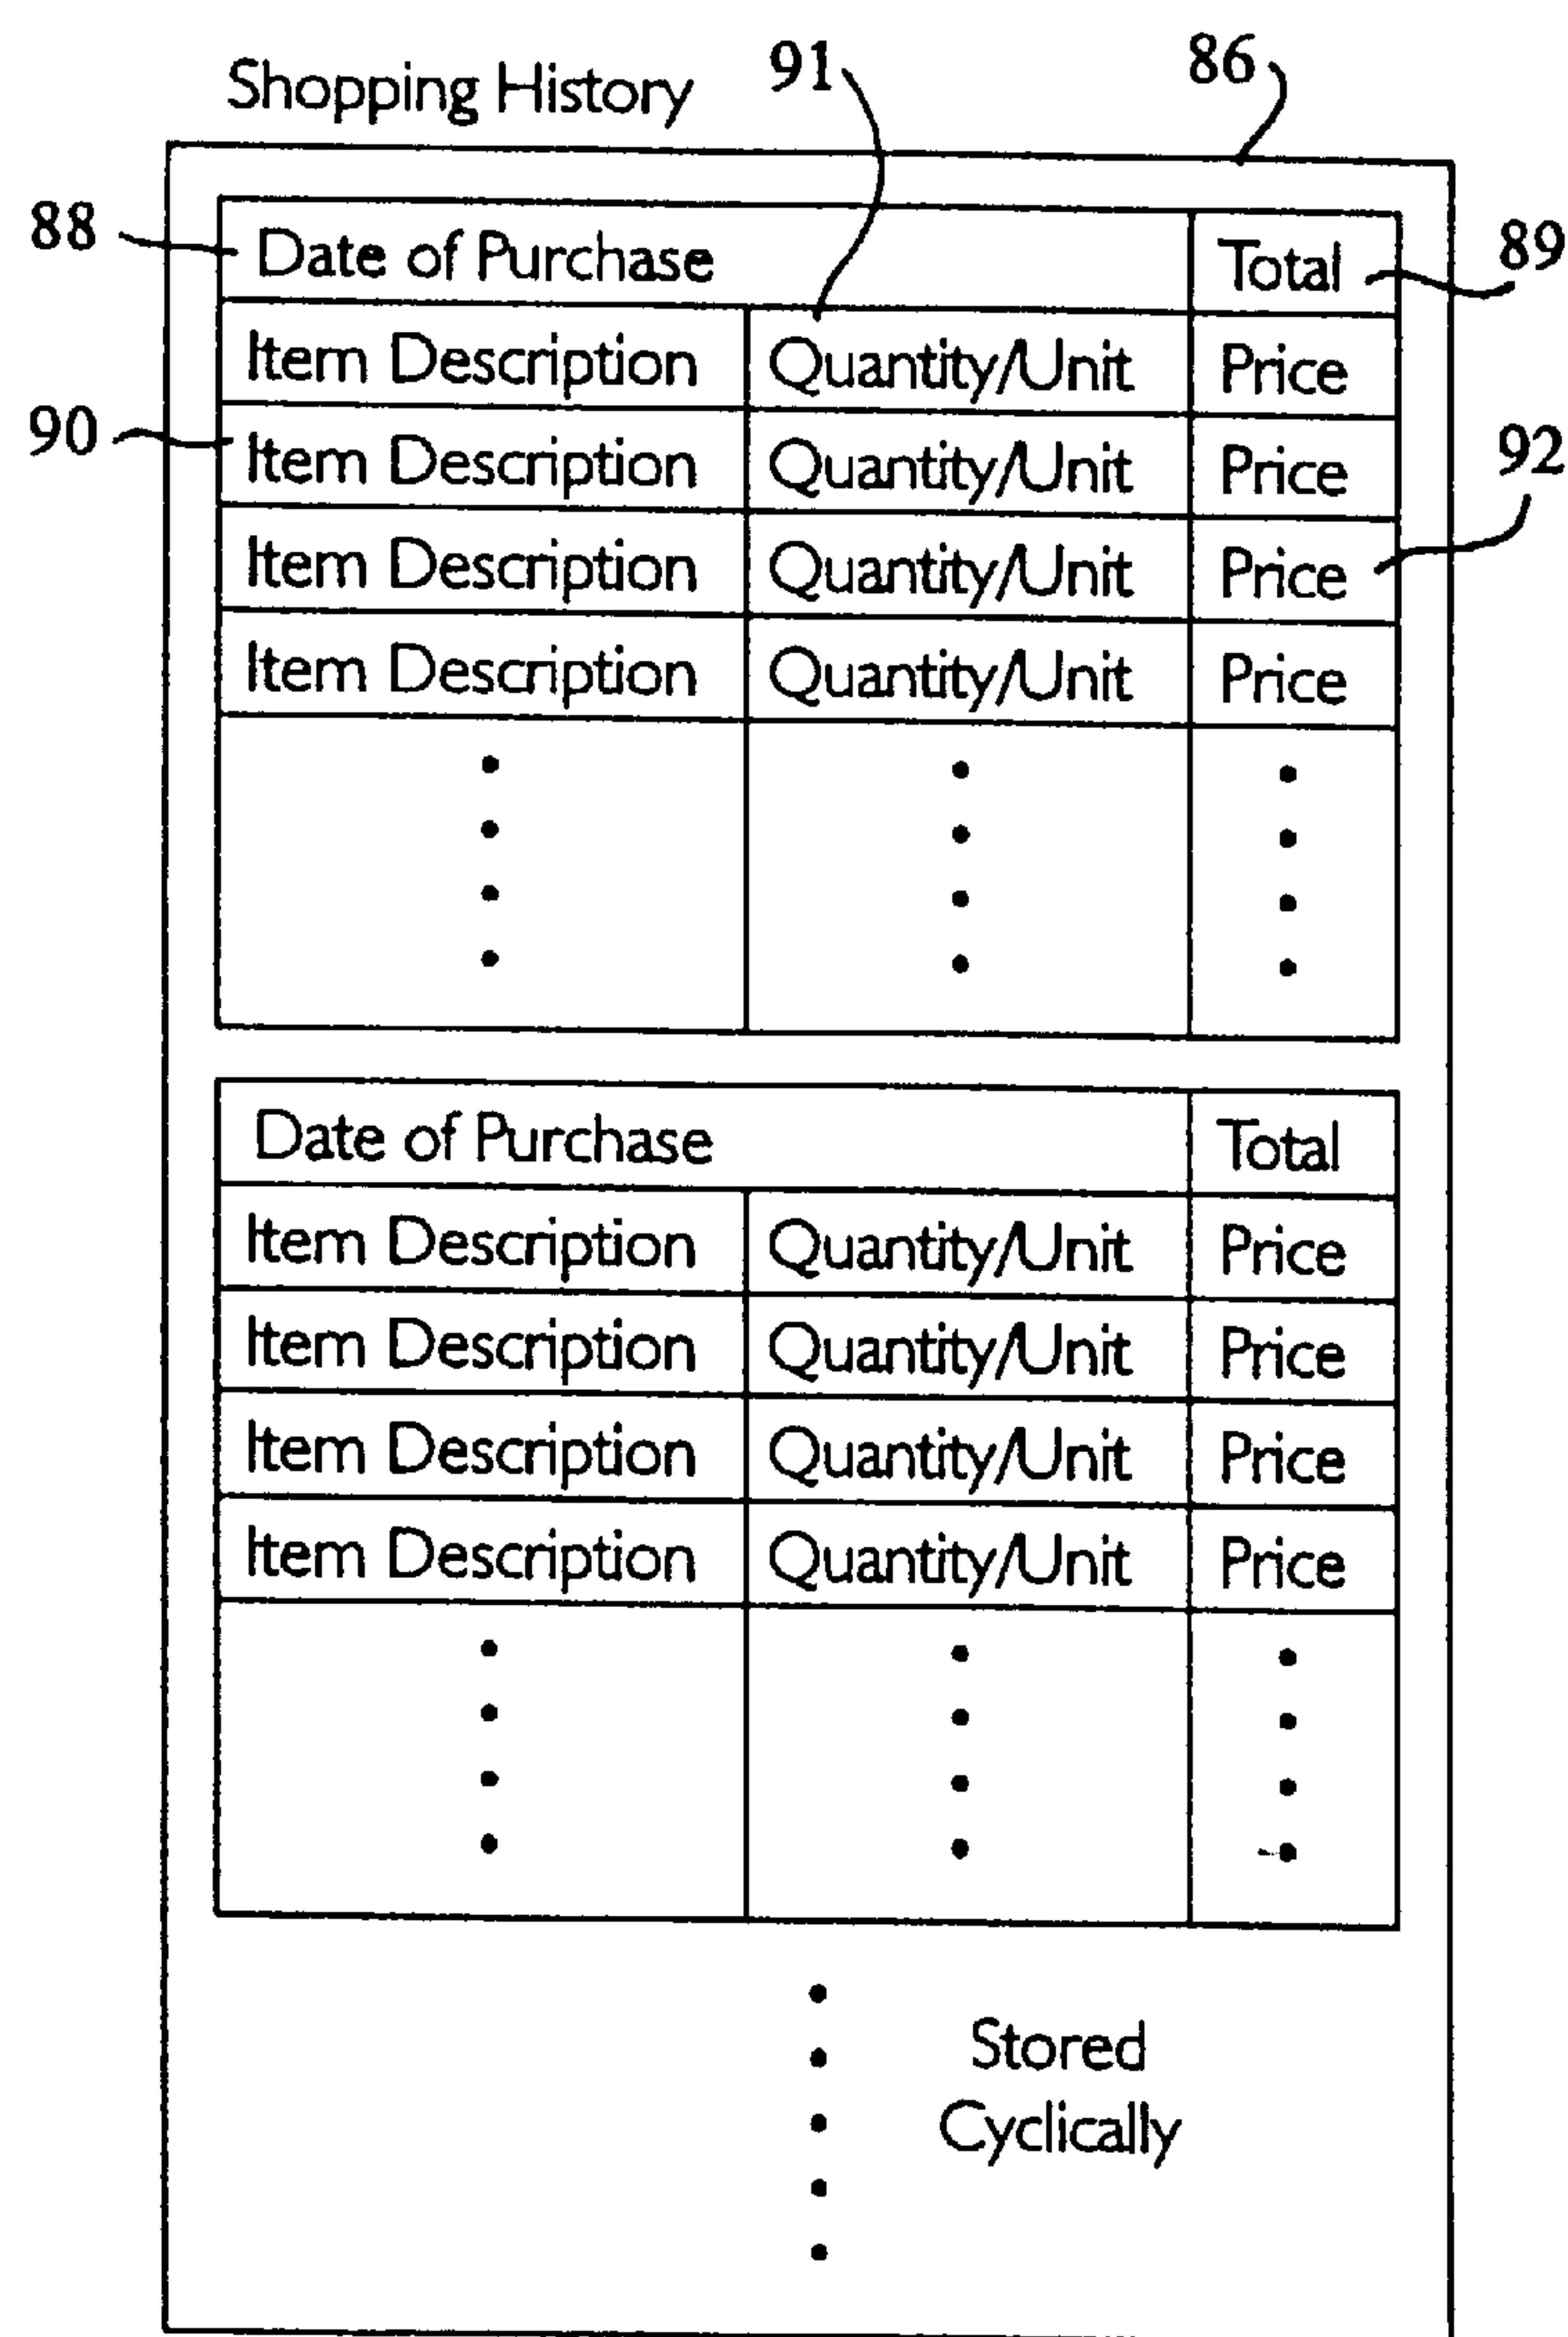 Shopping History 91 86
88 Date of Purchase Total 89
Item Description Quantity/Unit Price
90 Item Description Quantity/Unit Price 92
Item Description Quantity/Unit Price
Item Description Quantity/Unit Price
Date of Purchase Total
Item Description Quantity/Unit Price
Item Description Quantity/Unit Price
Item Description Quantity/Unit Price
Item Description Quantity/Unit Price
Stored
Cyclically